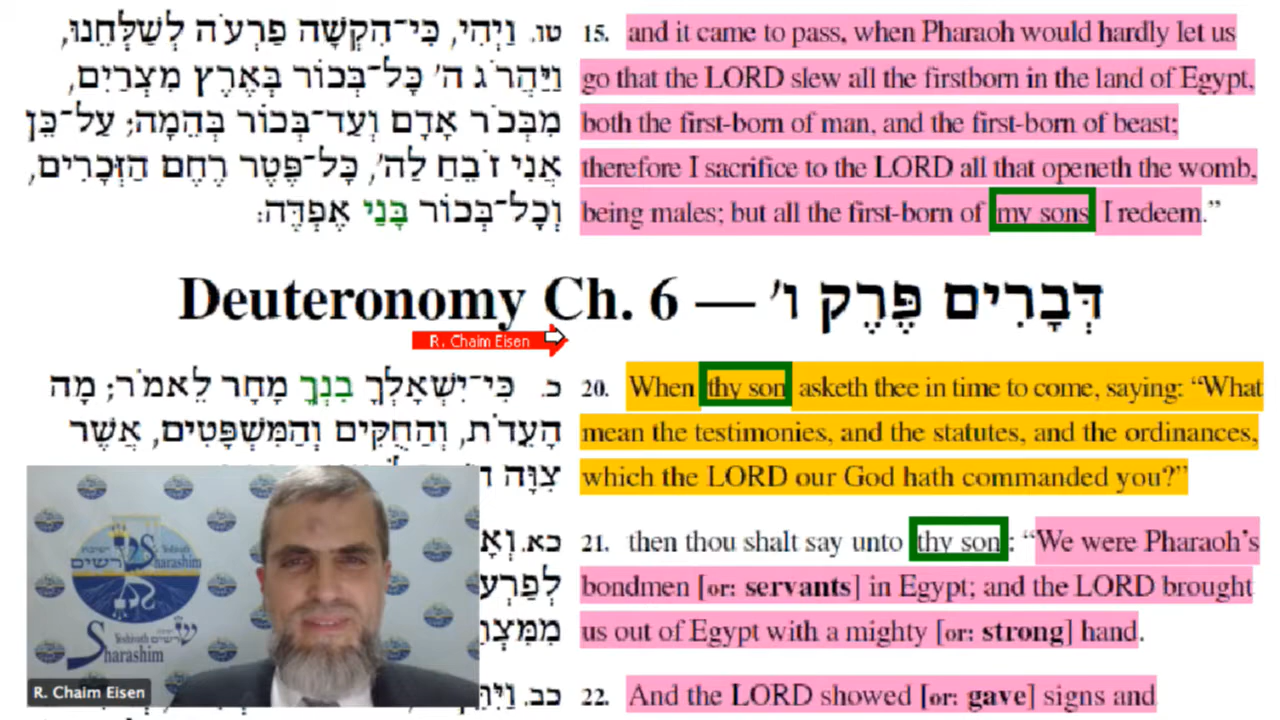 טו. וַיְהִי, כִּי־הִקְשָׁה פַרְעֹה לְשַׁלְּחֵנוּ,
וַיַּהֲרֹג ה' כָּל־בְּכוֹר בְּאֶרֶץ מִצְרַיִם,
מִבְּכֹר אָדָם וְעַד־בְּכוֹר בְּהֵמָה; עַל־כֵּן
אֲנִי זֹבֵחַ לַה', כָּל־פֶּטֶר רֶחֶם הַזְּכָרִים,
וְכָל־בְּכוֹר בָּנַי אֶפְדֶּה:
15. and it came to pass, when Pharaoh would hardly let us
go that the LORD slew all the firstborn in the land of Egypt,
both the first-born of man, and the first-born of beast;
therefore I sacrifice to the LORD all that openeth the womb,
being males; but all the first-born of my sons I redeem.”
Deuteronomy Ch. 6 — דְּבָרִים פֶּרֶק ו'
R. Chaim Eisen
כ. כִּי־יִשְׁאָלְךָ בִנְךָ מָחָר לֵאמֹר; מָה
הָעֵדֹת, וְהַחֻקִּים וְהַמִּשְׁפָּטִים, אֲשֶׁר
צִוָּה
20. When thy son asketh thee in time to come, saying: “What
mean the testimonies, and the statutes, and the ordinances,
which the LORD our God hath commanded you?”
כא.
21. then thou shalt say unto thy son: “We were Pharaoh’s
bondmen [or: servants] in Egypt; and the LORD brought
us out of Egypt with a mighty [or: strong] hand.
כב.
22. And the LORD showed [or: gave] signs and
ישיבת
שרשים
Sharashim
Yeshivath שרשים
Sharashim
R. Chaim Eisen